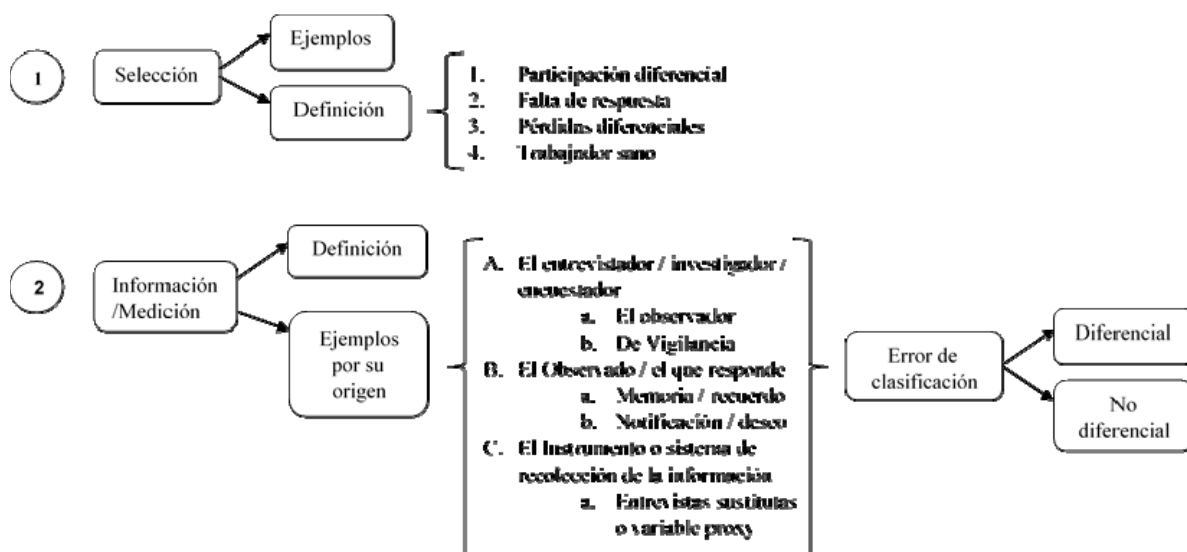 1
Selección
Ejemplos
Definición
1. Participación diferencial
2. Falta de respuesta
3. Pérdidas diferenciales
4. Trabajador sano
2
Información
/Medición
Definición
Ejemplos
por su
origen
A. El entrevistador / investigador /
encuestador
a. El observador
b. De Vigilancia
B. El Observado / el que responde
a. Memoria / recuerdo
b. Notificación / deseo
C. El Instrumento o sistema de
recolección de la información
a. Entrevistas sustitutas
o variable proxy
Error de
clasificación
Diferencial
No
diferencial